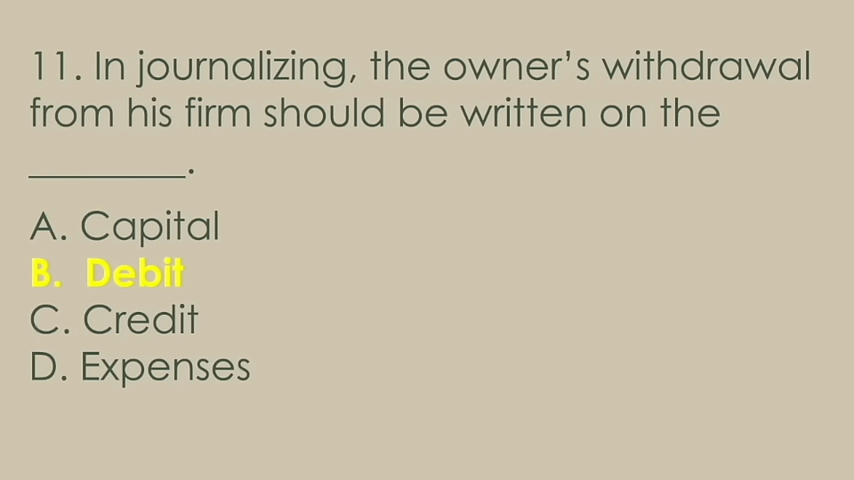 11. In journalizing, the owner’s withdrawal
from his firm should be written on the
________.
A. Capital
B. Debit
C. Credit
D. Expenses